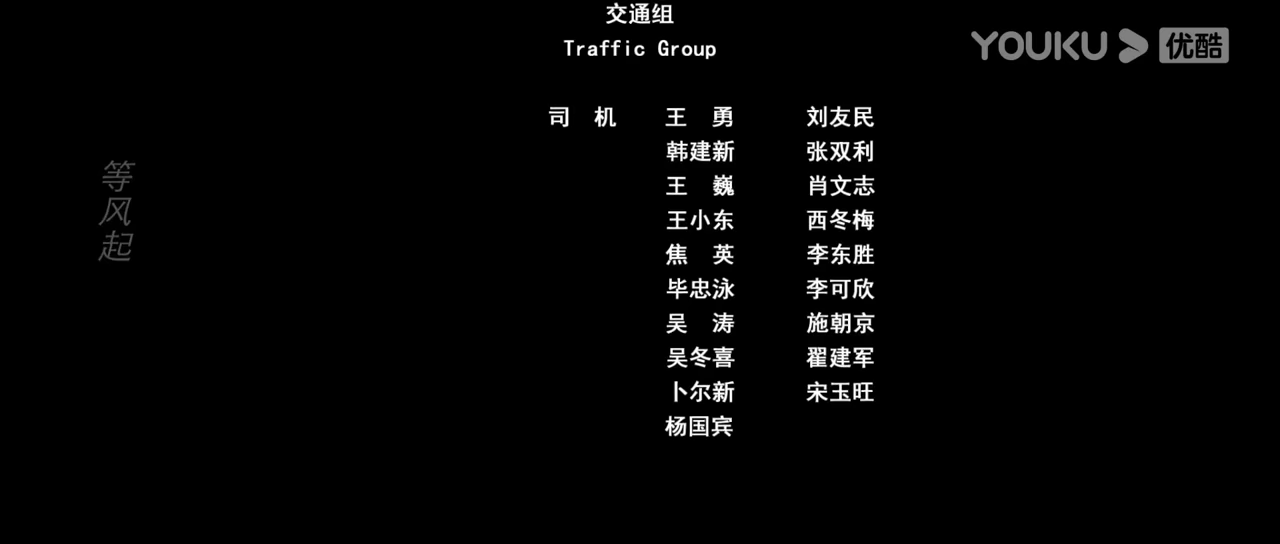 交通组
Traffic Group
YOUKU 优酷
等风起
司 机 王 勇 刘友民
韩建新 张双利
王 巍 肖文志
王小东 西冬梅
焦 英 李东胜
毕忠泳 李可欣
吴 涛 施朝京
吴冬喜 翟建军
卜尔新 宋玉旺
杨国宾